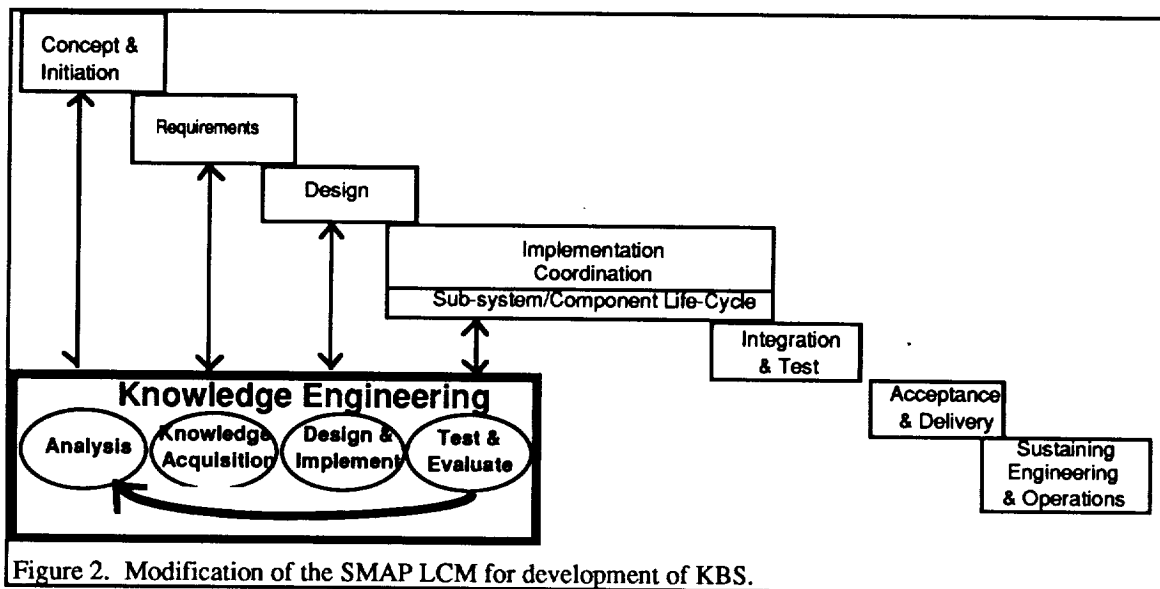 Concept &
Initiation
Requirements
Design
Implementation
Coordination
Sub-system/Component Life-Cycle
Integration
& Test
Acceptance
& Delivery
Sustaining
Engineering
& Operations
Knowledge Engineering
Analysis
Knowledge
Acquisition
Design &
Implement
Test &
Evaluate
Figure 2. Modification of the SMAP LCM for development of KBS.